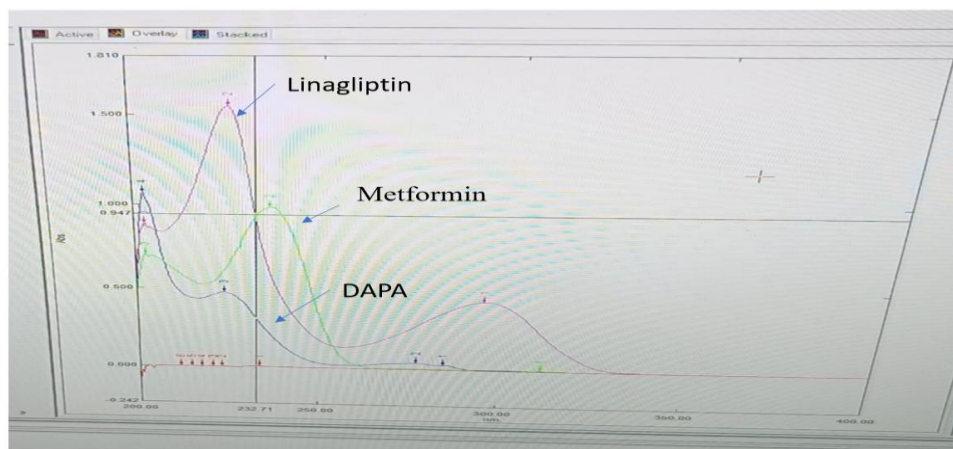 Active Overlay Stacked
1.810
Linagliptin
1.500
Metformin
1.000
0.947
Abs
DAPA
0.500
0.000
-0.242
200.00 232.71 250.00 300.00 350.00 400.00
nm.